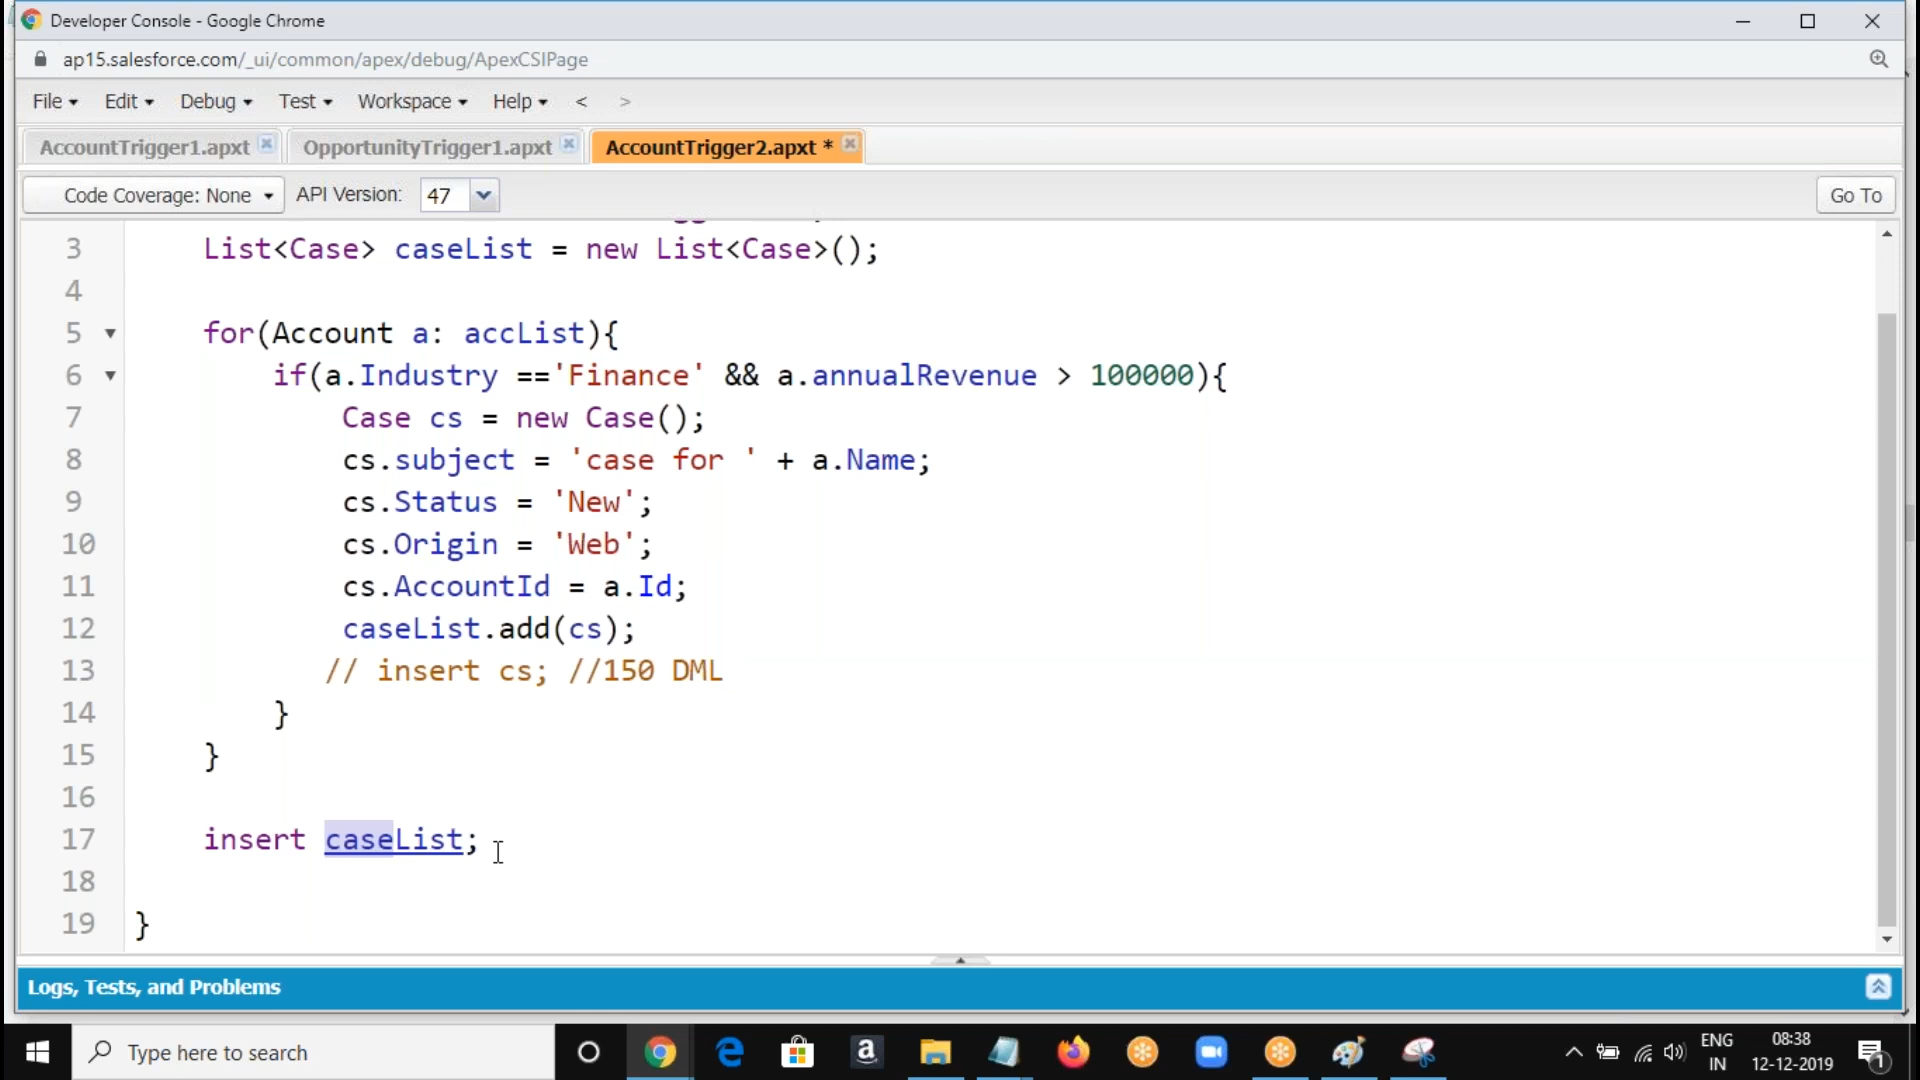 Developer Console - Google Chrome
ap15.salesforce.com/_ui/common/apex/debug/ApexCSIPage
File Edit Debug Test Workspace Help < >
AccountTrigger1.apxt OpportunityTrigger1.apxt AccountTrigger2.apxt *
Code Coverage: None API Version: 47 Go To
3 List<Case> caseList = new List<Case>();
4
5 for(Account a: accList){
6 if(a.Industry =='Finance' && a.annualRevenue > 100000){
7 Case cs = new Case();
8 cs.subject = 'case for ' + a.Name;
9 cs.Status = 'New';
10 cs.Origin = 'Web';
11 cs.AccountId = a.Id;
12 caseList.add(cs);
13 // insert cs; //150 DML
14 }
15 }
16
17 insert caseList;
18
19 }
Logs, Tests, and Problems
Type here to search
ENG
IN
08:38
12-12-2019
1